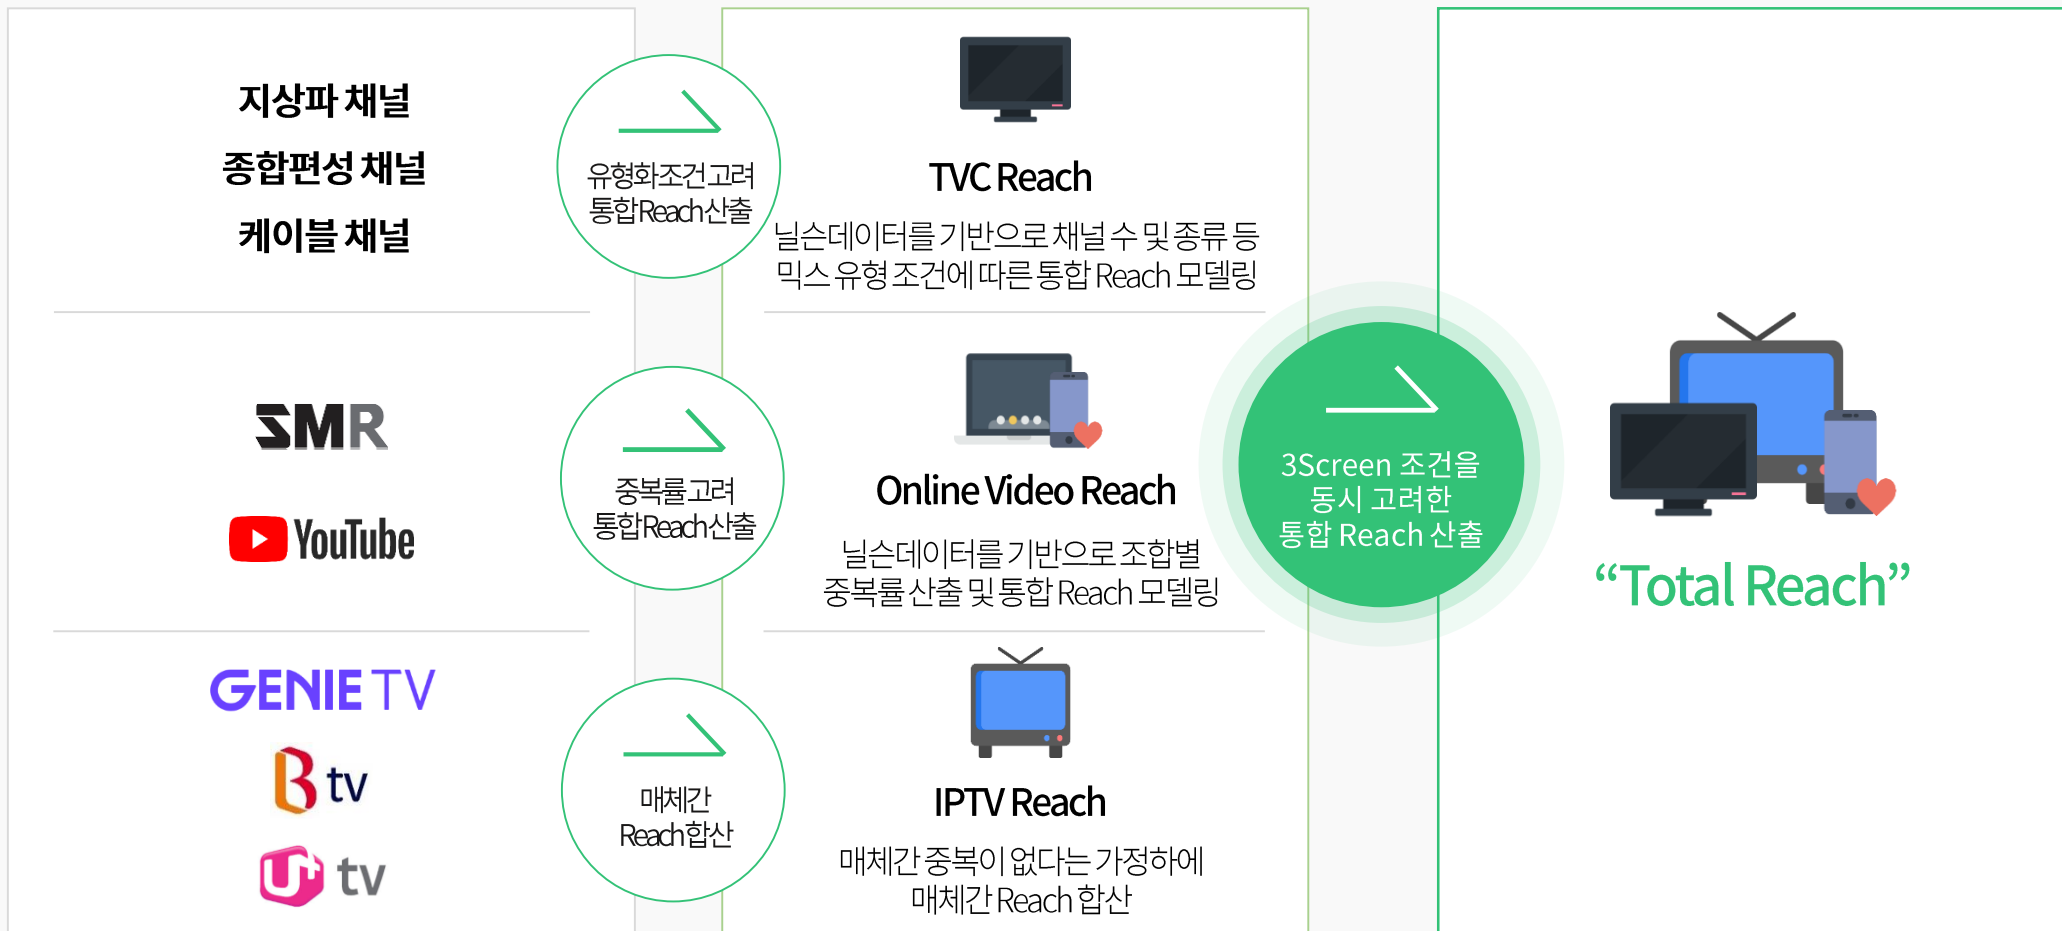 지상파 채널
종합편성 채널
케이블 채널
유형화조건고려
통합Reach산출
TVC Reach
닐슨데이터를 기반으로 채널 수 및 종류 등
믹스 유형 조건에 따른 통합 Reach 모델링
SMR
YouTube
중복률고려
통합Reach산출
Online Video Reach
닐슨데이터를 기반으로 조합별
중복률 산출 및 통합 Reach 모델링
GENIE TV
B tv
U+ tv
매체간
Reach합산
IPTV Reach
매체간 중복이 없다는 가정하에
매체간 Reach 합산
3Screen 조건을
동시 고려한
통합 Reach 산출
“Total Reach”